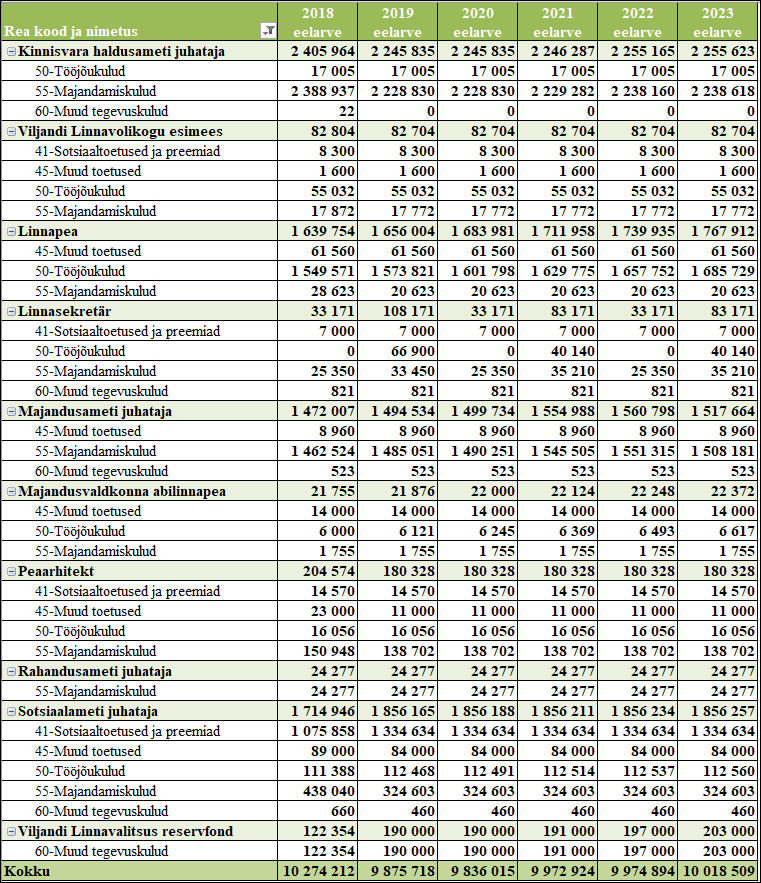 2018 2019 2020 2021 2022 2023
Rea kood ja nimetus eelarve eelarve eelarve eelarve eelarve eelarve
Kinnisvara haldusameti juhataja 2 405 964 2 245 835 2 245 835 2 246 287 2 255 165 2 255 623
50-Tööjõukulud 17 005 17 005 17 005 17 005 17 005 17 005
55-Majandamiskulud 2 388 937 2 228 830 2 228 830 2 229 282 2 238 160 2 238 618
60-Muud tegevuskulud 22 0 0 0 0 0
Viljandi Linnavolikogu esimees 82 804 82 704 82 704 82 704 82 704 82 704
41-Sotsiaaltoetused ja preemiad 8 300 8 300 8 300 8 300 8 300 8 300
45-Muud toetused 1 600 1 600 1 600 1 600 1 600 1 600
50-Tööjõukulud 55 032 55 032 55 032 55 032 55 032 55 032
55-Majandamiskulud 17 872 17 772 17 772 17 772 17 772 17 772
Linnapea 1 639 754 1 656 004 1 683 981 1 711 958 1 739 935 1 767 912
45-Muud toetused 61 560 61 560 61 560 61 560 61 560 61 560
50-Tööjõukulud 1 549 571 1 573 821 1 601 798 1 629 775 1 657 752 1 685 729
55-Majandamiskulud 28 623 20 623 20 623 20 623 20 623 20 623
Linnasekretär 33 171 108 171 33 171 83 171 33 171 83 171
41-Sotsiaaltoetused ja preemiad 7 000 7 000 7 000 7 000 7 000 7 000
50-Tööjõukulud 0 66 900 0 40 140 0 40 140
55-Majandamiskulud 25 350 33 450 25 350 35 210 25 350 35 210
60-Muud tegevuskulud 821 821 821 821 821 821
Majandusameti juhataja 1 472 007 1 494 534 1 499 734 1 554 988 1 560 798 1 517 664
45-Muud toetused 8 960 8 960 8 960 8 960 8 960 8 960
55-Majandamiskulud 1 462 524 1 485 051 1 490 251 1 545 505 1 551 315 1 508 181
60-Muud tegevuskulud 523 523 523 523 523 523
Majandusvaldkonna abilinnapea 21 755 21 876 22 000 22 124 22 248 22 372
45-Muud toetused 14 000 14 000 14 000 14 000 14 000 14 000
50-Tööjõukulud 6 000 6 121 6 245 6 369 6 493 6 617
55-Majandamiskulud 1 755 1 755 1 755 1 755 1 755 1 755
Peaarhitekt 204 574 180 328 180 328 180 328 180 328 180 328
41-Sotsiaaltoetused ja preemiad 14 570 14 570 14 570 14 570 14 570 14 570
45-Muud toetused 23 000 11 000 11 000 11 000 11 000 11 000
50-Tööjõukulud 16 056 16 056 16 056 16 056 16 056 16 056
55-Majandamiskulud 150 948 138 702 138 702 138 702 138 702 138 702
Rahandusameti juhataja 24 277 24 277 24 277 24 277 24 277 24 277
55-Majandamiskulud 24 277 24 277 24 277 24 277 24 277 24 277
Sotsiaalameti juhataja 1 714 946 1 856 165 1 856 188 1 856 211 1 856 234 1 856 257
41-Sotsiaaltoetused ja preemiad 1 075 858 1 334 634 1 334 634 1 334 634 1 334 634 1 334 634
45-Muud toetused 89 000 84 000 84 000 84 000 84 000 84 000
50-Tööjõukulud 111 388 112 468 112 491 112 514 112 537 112 560
55-Majandamiskulud 438 040 324 603 324 603 324 603 324 603 324 603
60-Muud tegevuskulud 660 460 460 460 460 460
Viljandi Linnavalitsus reservfond 122 354 190 000 190 000 191 000 197 000 203 000
60-Muud tegevuskulud 122 354 190 000 190 000 191 000 197 000 203 000
Kokku 10 274 212 9 875 718 9 836 015 9 972 924 9 974 894 10 018 509